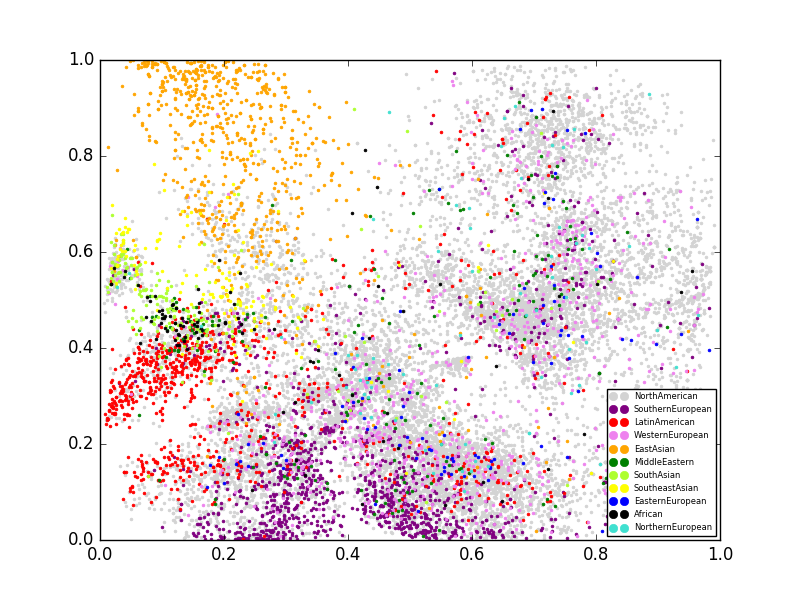 1.0
0.8
0.6
0.4
0.2
0.0
0.0 0.2 0.4 0.6 0.8 1.0
NorthAmerican
SouthernEuropean
LatinAmerican
WesternEuropean
EastAsian
MiddleEastern
SouthAsian
SoutheastAsian
EasternEuropean
African
NorthernEuropean